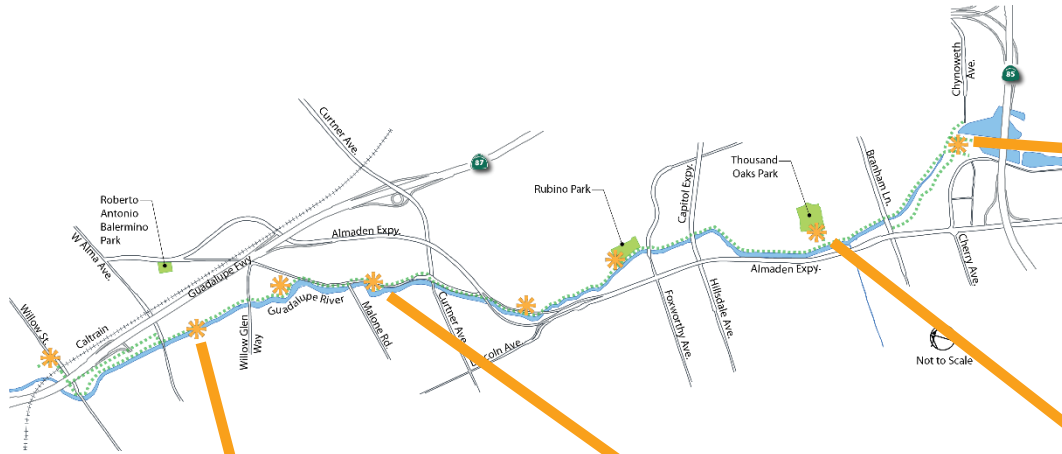 Chynoweth
Ave.
85
Curtner Ave.
87
Branham Ln.
Thousand
Oaks Park
Capitol Expy.
Rubino Park
Roberto
Antonio
Balermino
Park
W Alma Ave.
Almaden Expy.
Guadalupe Fwy
Cherry Ave.
Almaden Expy.
Guadalupe River
Willow St.
Caltrain
Willow Glen
Way
Malone Rd.
Curtner Ave.
Foxworthy Ave.
Hillsdale Ave.
Lincoln Ave.
Not to Scale